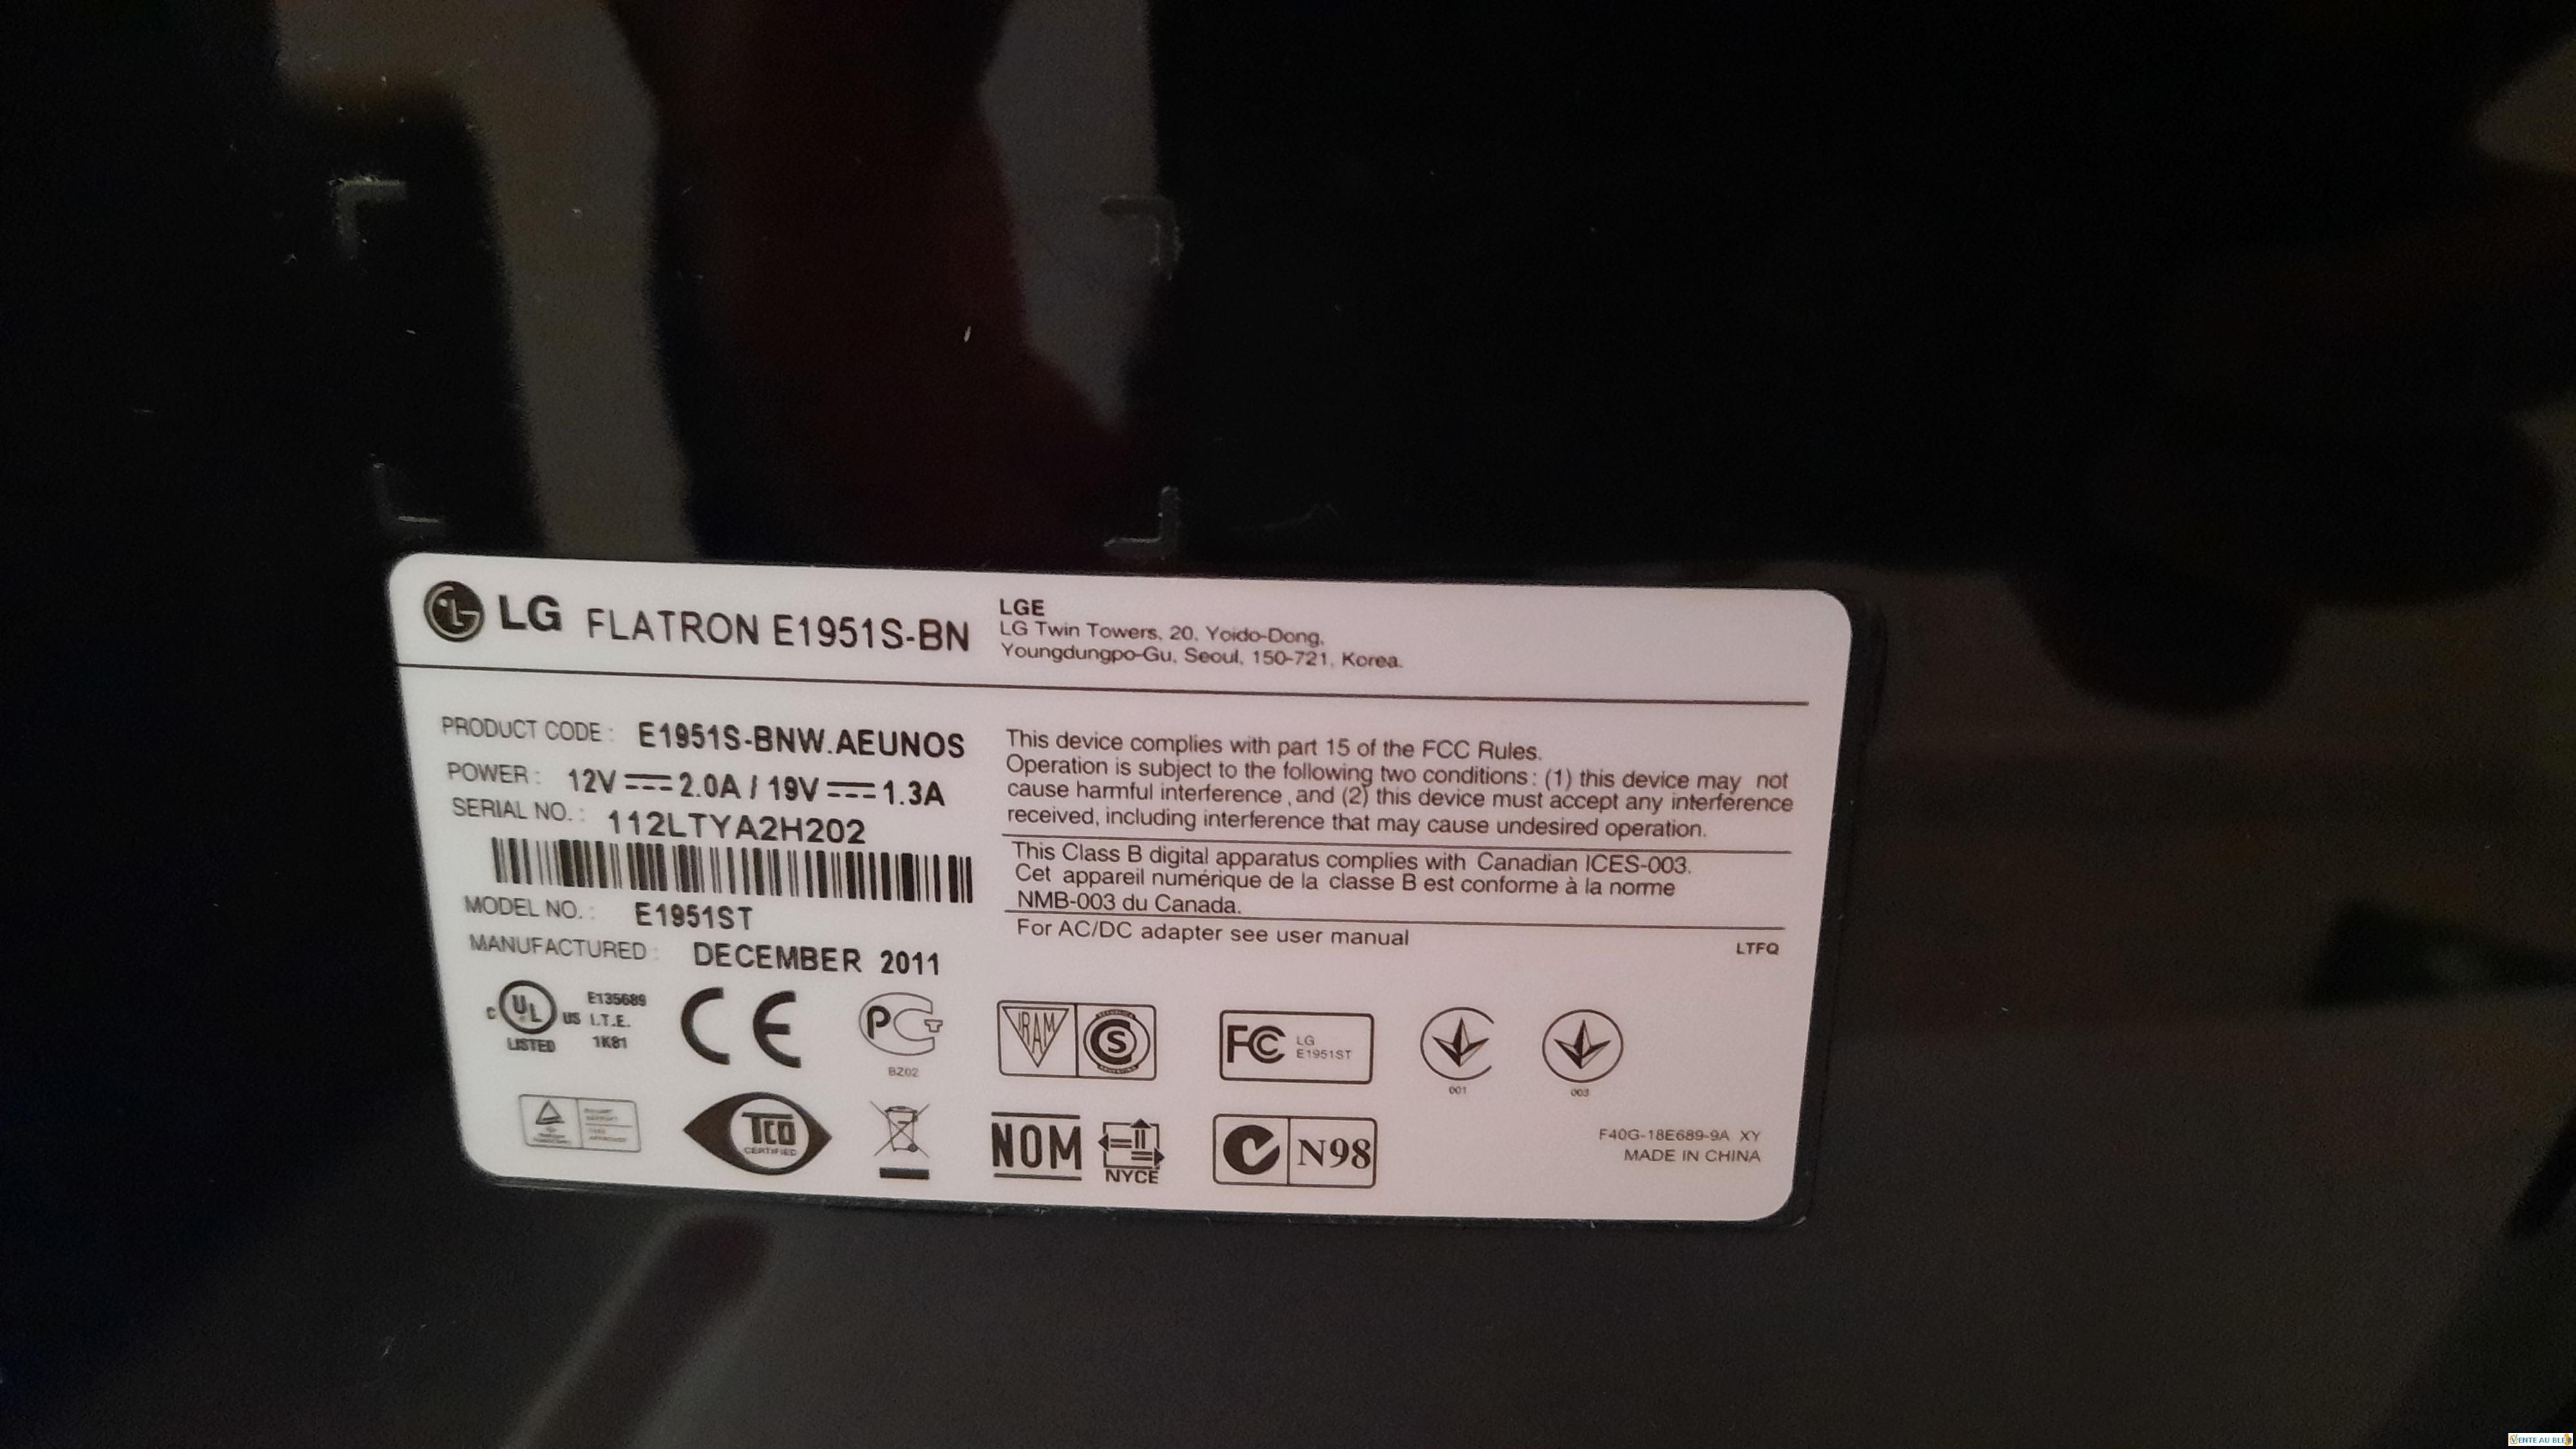 LG FLATRON E1951S-BN
LGE
LG Twin Towers, 20, Yoido-Dong,
Youngdungpo-Gu, Seoul, 150-721, Korea.
PRODUCT CODE : E1951S-BNW.AEUNOS
POWER : 12V 2.0A / 19V 1.3A
SERIAL NO. : 112LTYA2H202
MODEL NO. : E1951ST
MANUFACTURED : DECEMBER 2011
This device complies with part 15 of the FCC Rules.
Operation is subject to the following two conditions: (1) this device may not
cause harmful interference, and (2) this device must accept any interference
received, including interference that may cause undesired operation.
This Class B digital apparatus complies with Canadian ICES-003.
Cet appareil numérique de la classe B est conforme à la norme
NMB-003 du Canada.
For AC/DC adapter see user manual
LTFQ
C UL US LISTED
E135689
I.T.E.
1K81
CE
PCT
BZ02
IRAM
S
FC LG
E1951ST
001
003
TCO
CERTIFIED
NOM
NYCE
N98
F40G-18E689-9A XY
MADE IN CHINA
VENTE AU BLED